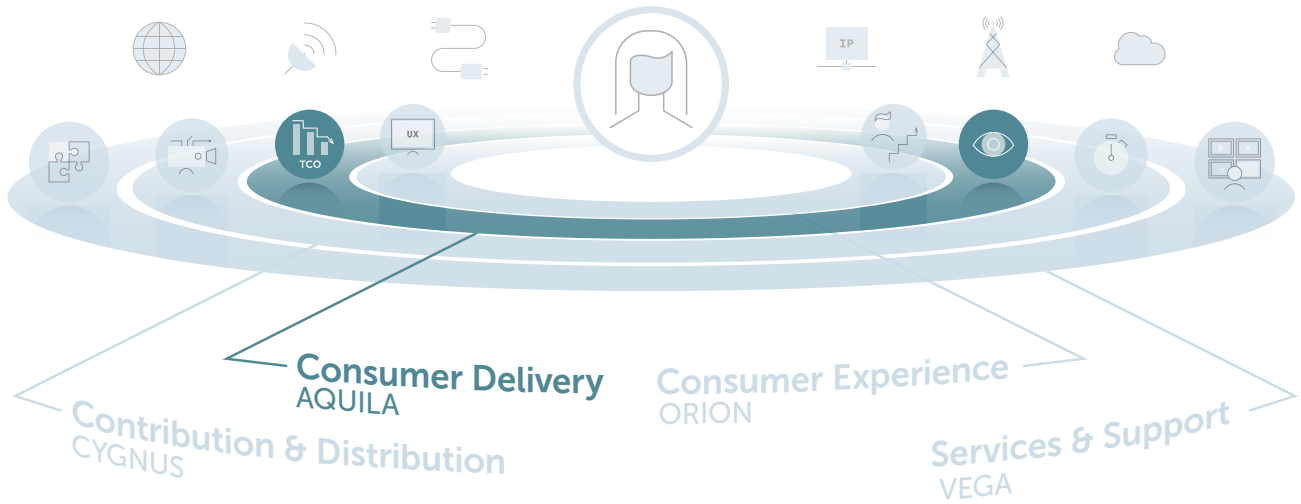 IP
UX
TCO
Consumer Delivery
AQUILA
Consumer Experience
ORION
Contribution & Distribution
CYGNUS
Services & Support
VEGA